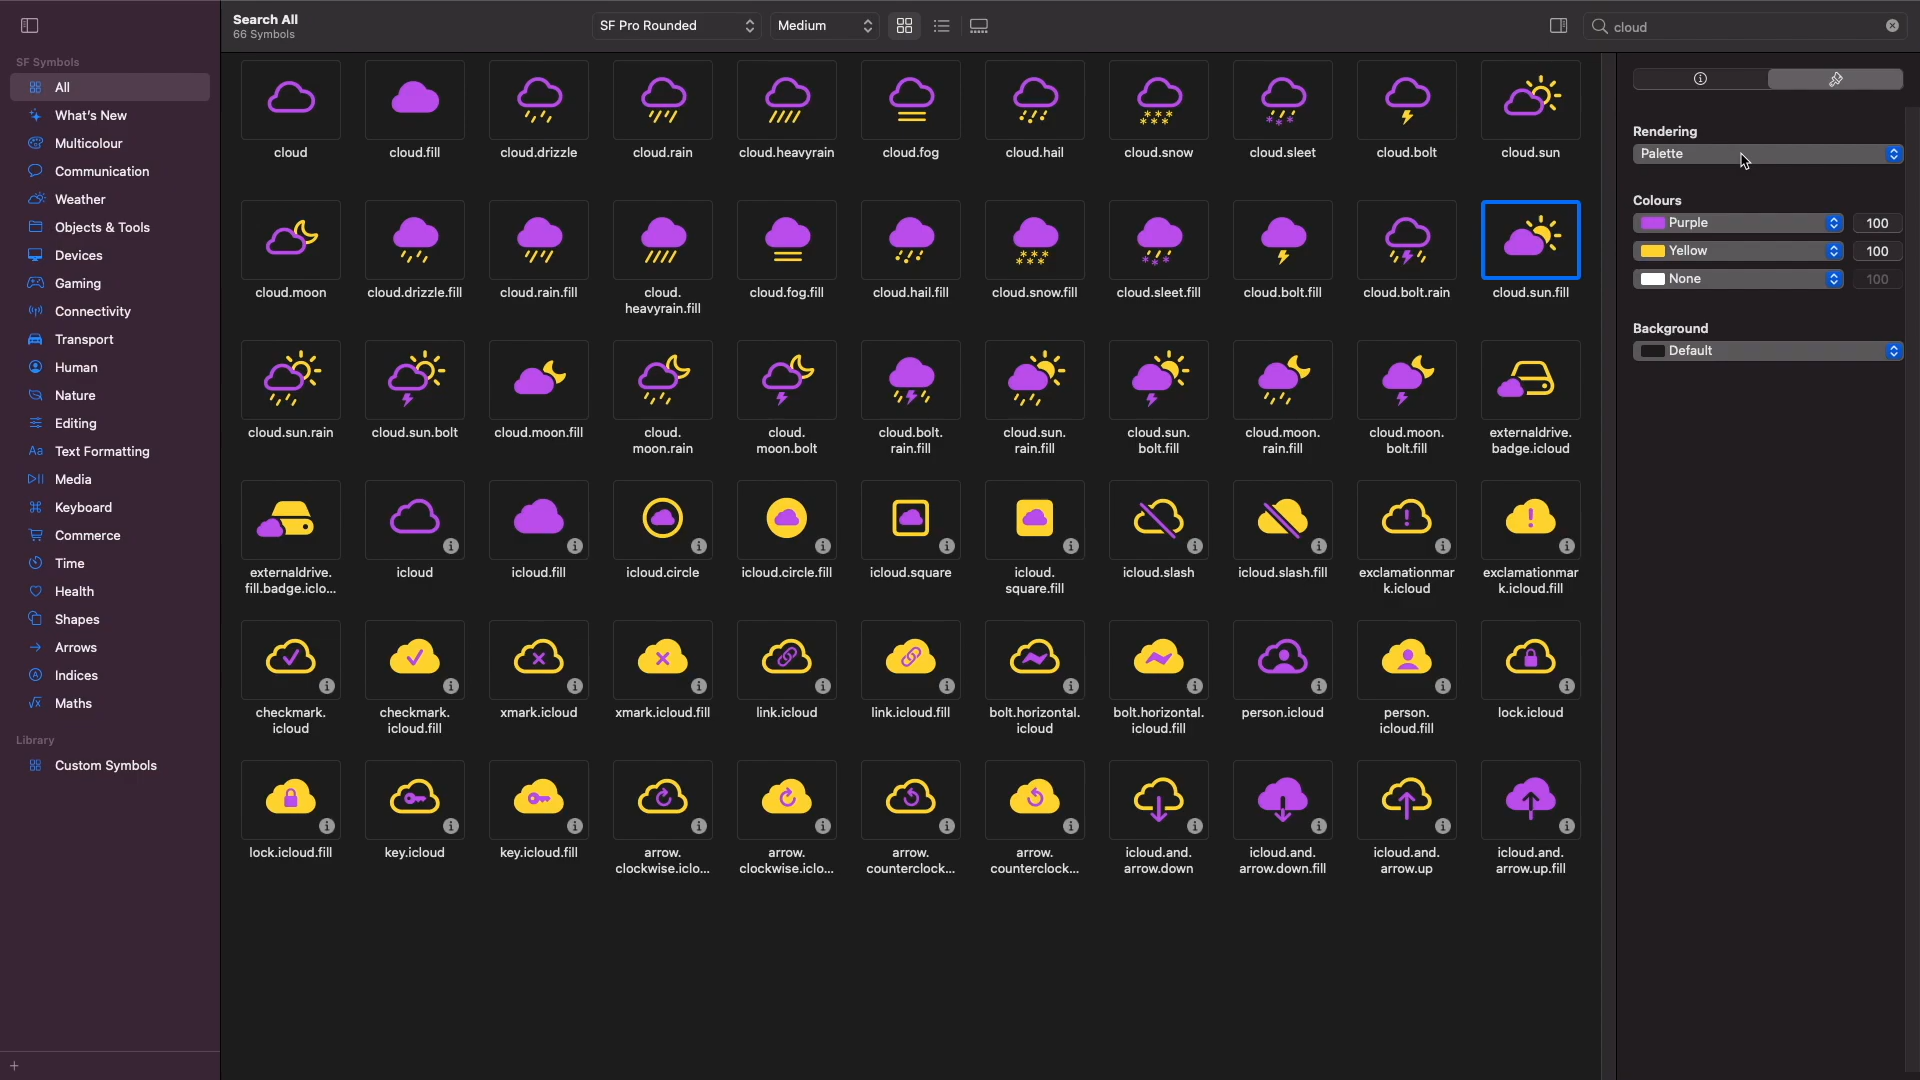 Search All
66 Symbols
SF Pro Rounded
Medium
cloud
SF Symbols
All
What's New
Multicolour
Communication
Weather
Objects & Tools
Devices
Gaming
Connectivity
Transport
Human
Nature
Editing
Text Formatting
Media
Keyboard
Commerce
Time
Health
Shapes
Arrows
Indices
Maths
Library
Custom Symbols
cloud
cloud.fill
cloud.drizzle
cloud.rain
cloud.heavyrain
cloud.fog
cloud.hail
cloud.snow
cloud.sleet
cloud.bolt
cloud.sun
cloud.moon
cloud.drizzle.fill
cloud.rain.fill
cloud.
heavyrain.fill
cloud.fog.fill
cloud.hail.fill
cloud.snow.fill
cloud.sleet.fill
cloud.bolt.fill
cloud.bolt.rain
cloud.sun.fill
cloud.sun.rain
cloud.sun.bolt
cloud.moon.fill
cloud.
moon.rain
cloud.
moon.bolt
cloud.bolt.
rain.fill
cloud.sun.
rain.fill
cloud.sun.
bolt.fill
cloud.moon.
rain.fill
cloud.moon.
bolt.fill
externaldrive.
badge.icloud
externaldrive.
fill.badge.iclo...
icloud
icloud.fill
icloud.circle
icloud.circle.fill
icloud.square
icloud.
square.fill
icloud.slash
icloud.slash.fill
exclamationmar
k.icloud
exclamationmar
k.icloud.fill
checkmark.
icloud
checkmark.
icloud.fill
xmark.icloud
xmark.icloud.fill
link.icloud
link.icloud.fill
bolt.horizontal.
icloud
bolt.horizontal.
icloud.fill
person.icloud
person.
icloud.fill
lock.icloud
lock.icloud.fill
key.icloud
key.icloud.fill
arrow.
clockwise.iclo...
arrow.
clockwise.iclo...
arrow.
counterclock...
arrow.
counterclock...
icloud.and.
arrow.down
icloud.and.
arrow.down.fill
icloud.and.
arrow.up
icloud.and.
arrow.up.fill
Rendering
Palette
Colours
Purple 100
Yellow 100
None 100
Background
Default